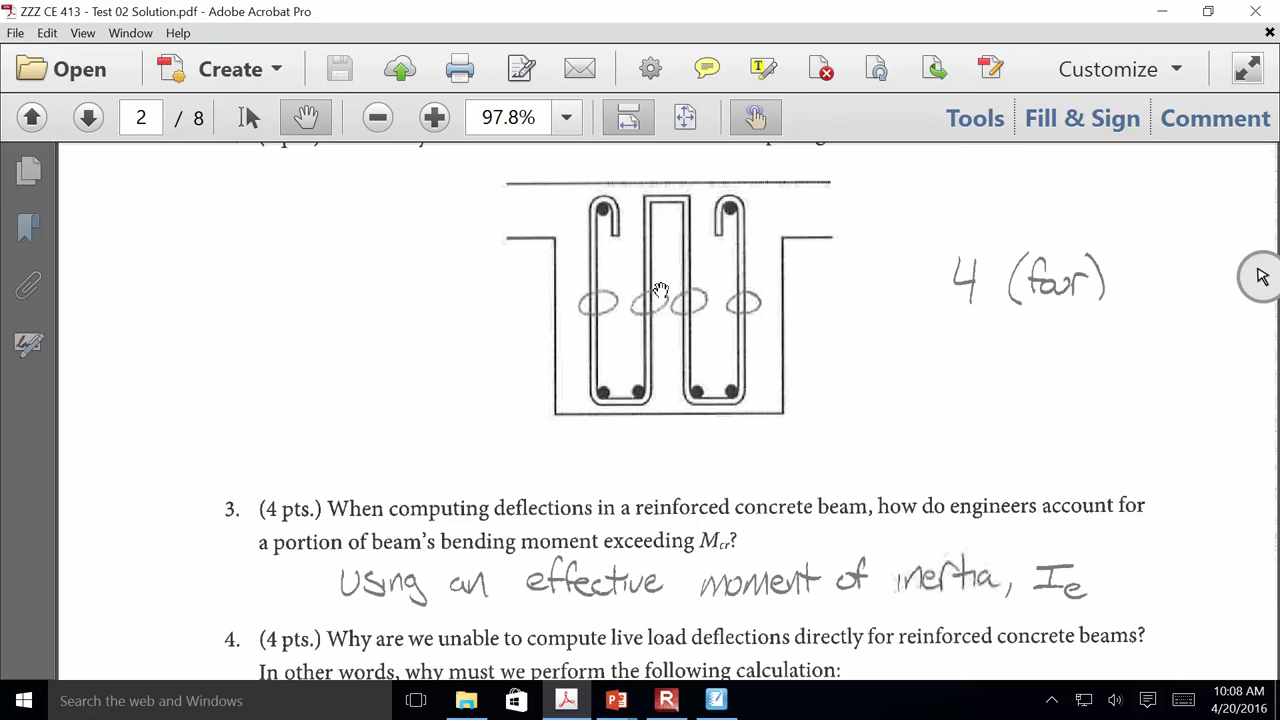 ZZZ CE 413 - Test 02 Solution.pdf - Adobe Acrobat Pro
File Edit View Window Help
Open Create Customize
2 / 8 97.8% Tools Fill & Sign Comment
4 (four)
3. (4 pts.) When computing deflections in a reinforced concrete beam, how do engineers account for
a portion of beam's bending moment exceeding Mcr?
Using an effective moment of inertia, Ie
4. (4 pts.) Why are we unable to compute live load deflections directly for reinforced concrete beams?
In other words, why must we perform the following calculation:
Search the web and Windows
10:08 AM
4/20/2016